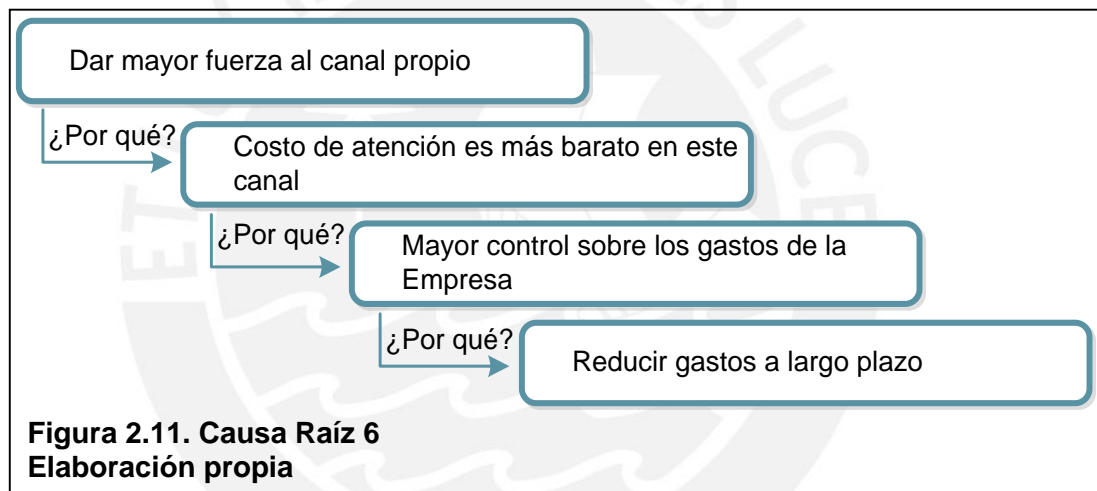 Dar mayor fuerza al canal propio
¿Por qué?
Costo de atención es más barato en este
canal
¿Por qué?
Mayor control sobre los gastos de la
Empresa
¿Por qué?
Reducir gastos a largo plazo
Figura 2.11. Causa Raíz 6
Elaboración propia